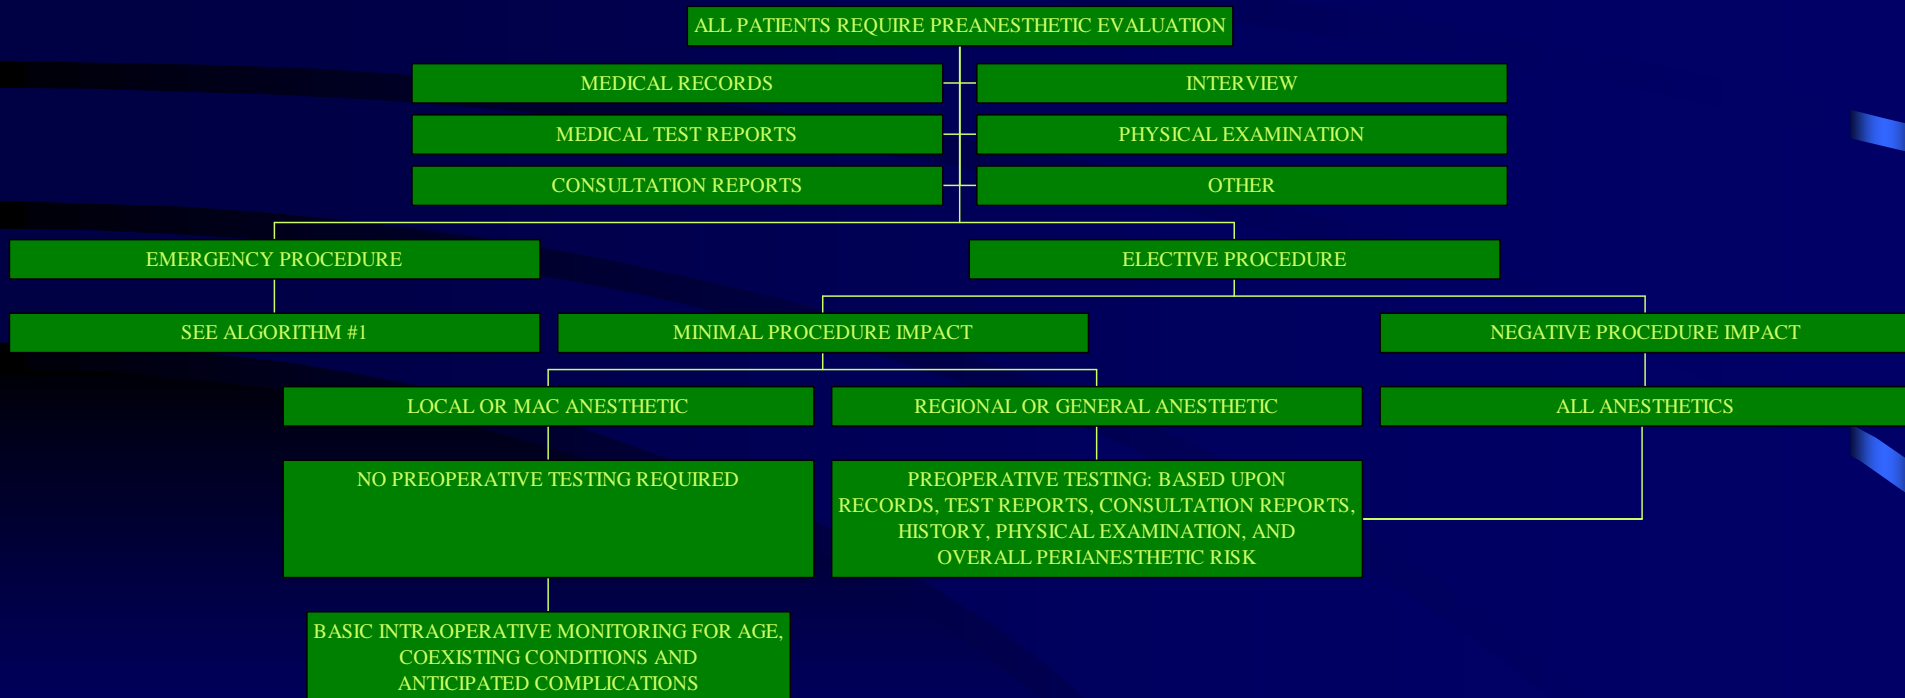 ALL PATIENTS REQUIRE PREANESTHETIC EVALUATION
MEDICAL RECORDS
INTERVIEW
MEDICAL TEST REPORTS
PHYSICAL EXAMINATION
CONSULTATION REPORTS
OTHER
EMERGENCY PROCEDURE
ELECTIVE PROCEDURE
SEE ALGORITHM #1
MINIMAL PROCEDURE IMPACT
NEGATIVE PROCEDURE IMPACT
LOCAL OR MAC ANESTHETIC
REGIONAL OR GENERAL ANESTHETIC
ALL ANESTHETICS
NO PREOPERATIVE TESTING REQUIRED
PREOPERATIVE TESTING: BASED UPON
RECORDS, TEST REPORTS, CONSULTATION REPORTS,
HISTORY, PHYSICAL EXAMINATION, AND
OVERALL PERIANESTHETIC RISK
BASIC INTRAOPERATIVE MONITORING FOR AGE,
COEXISTING CONDITIONS AND
ANTICIPATED COMPLICATIONS